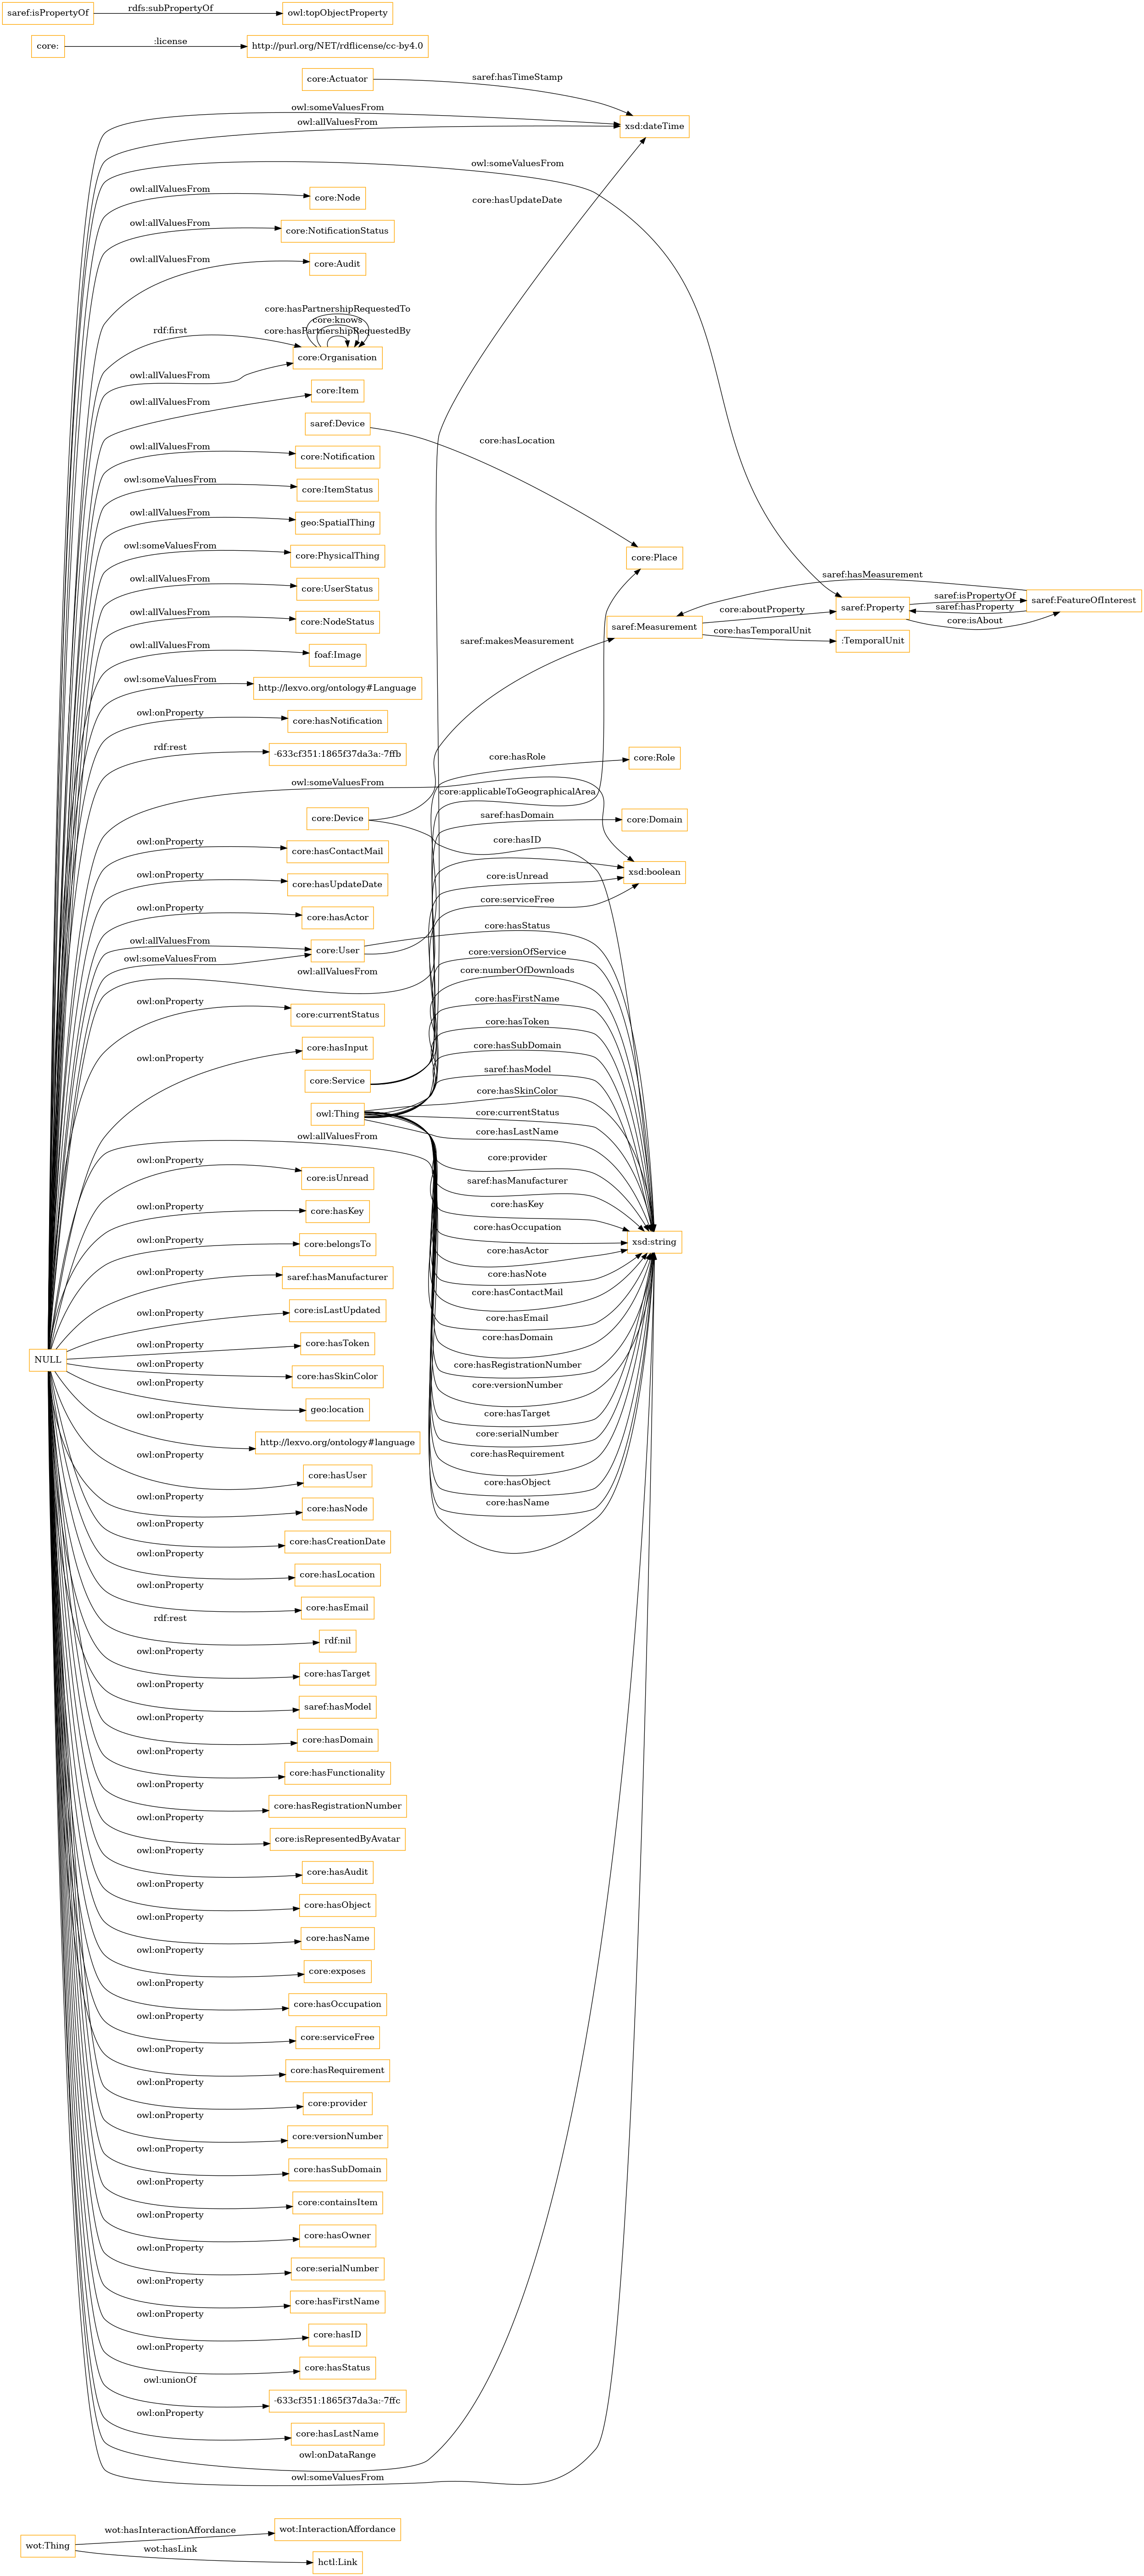 saref:isPropertyOf
rdfs:subPropertyOf
owl:topObjectProperty
core:
:license
http://purl.org/NET/rdflicense/cc-by4.0
core:Actuator
saref:hasTimeStamp
owl:someValuesFrom
owl:allValuesFrom
xsd:dateTime
owl:someValuesFrom
owl:allValuesFrom
core:Node
core:hasUpdateDate
owl:allValuesFrom
core:NotificationStatus
owl:allValuesFrom
core:Audit
core:hasPartnershipRequestedTo
core:knows
rdf:first
core:hasPartnershipRequestedBy
core:Organisation
owl:allValuesFrom
core:Item
owl:allValuesFrom
saref:Device
core:hasLocation
owl:allValuesFrom
core:Notification
owl:someValuesFrom
core:ItemStatus
owl:allValuesFrom
geo:SpatialThing
owl:someValuesFrom
core:PhysicalThing
core:Place
owl:allValuesFrom
core:UserStatus
saref:hasMeasurement
saref:isPropertyOf
saref:FeatureOfInterest
core:aboutProperty
saref:Property
saref:hasProperty
owl:allValuesFrom
core:NodeStatus
core:isAbout
saref:Measurement
core:hasTemporalUnit
:TemporalUnit
saref:makesMeasurement
owl:allValuesFrom
foaf:Image
owl:someValuesFrom
http://lexvo.org/ontology#Language
owl:onProperty
core:hasNotification
rdf:rest
-633cf351:1865f37da3a:-7ffb
core:hasRole
core:Role
owl:someValuesFrom
core:applicableToGeographicalArea
core:Device
saref:hasDomain
core:Domain
owl:onProperty
core:hasContactMail
core:hasID
owl:onProperty
core:hasUpdateDate
core:isUnread
xsd:boolean
owl:onProperty
core:hasActor
core:serviceFree
owl:allValuesFrom
core:User
core:hasStatus
owl:someValuesFrom
core:versionOfService
owl:allValuesFrom
core:numberOfDownloads
owl:onProperty
core:currentStatus
core:hasFirstName
core:hasToken
owl:onProperty
core:hasInput
core:hasSubDomain
core:Service
saref:hasModel
core:hasSkinColor
owl:Thing
core:currentStatus
owl:allValuesFrom
core:hasLastName
core:provider
owl:onProperty
core:isUnread
saref:hasManufacturer
owl:onProperty
core:hasKey
core:hasKey
owl:onProperty
core:belongsTo
core:hasOccupation
xsd:string
core:hasActor
owl:onProperty
saref:hasManufacturer
core:hasNote
core:hasContactMail
owl:onProperty
core:isLastUpdated
core:hasEmail
owl:onProperty
core:hasToken
core:hasDomain
NULL
owl:onProperty
core:hasSkinColor
core:hasRegistrationNumber
owl:onProperty
core:versionNumber
geo:location
core:hasTarget
owl:onProperty
core:serialNumber
http://lexvo.org/ontology#language
core:hasRequirement
owl:onProperty
core:hasUser
core:hasObject
owl:onProperty
core:hasNode
core:hasName
owl:onProperty
core:hasCreationDate
owl:onProperty
core:hasLocation
owl:onProperty
core:hasEmail
rdf:rest
rdf:nil
owl:onProperty
core:hasTarget
owl:onProperty
saref:hasModel
owl:onProperty
core:hasDomain
owl:onProperty
core:hasFunctionality
owl:onProperty
core:hasRegistrationNumber
owl:onProperty
core:isRepresentedByAvatar
owl:onProperty
core:hasAudit
owl:onProperty
core:hasObject
owl:onProperty
core:hasName
owl:onProperty
core:exposes
owl:onProperty
core:hasOccupation
owl:onProperty
core:serviceFree
owl:onProperty
core:hasRequirement
owl:onProperty
core:provider
owl:onProperty
core:versionNumber
owl:onProperty
core:hasSubDomain
owl:onProperty
core:containsItem
owl:onProperty
core:hasOwner
owl:onProperty
core:serialNumber
owl:onProperty
core:hasFirstName
owl:onProperty
core:hasID
owl:onProperty
core:hasStatus
owl:unionOf
-633cf351:1865f37da3a:-7ffc
owl:onProperty
core:hasLastName
owl:onDataRange
owl:someValuesFrom
wot:hasInteractionAffordance
wot:InteractionAffordance
wot:Thing
wot:hasLink
hctl:Link